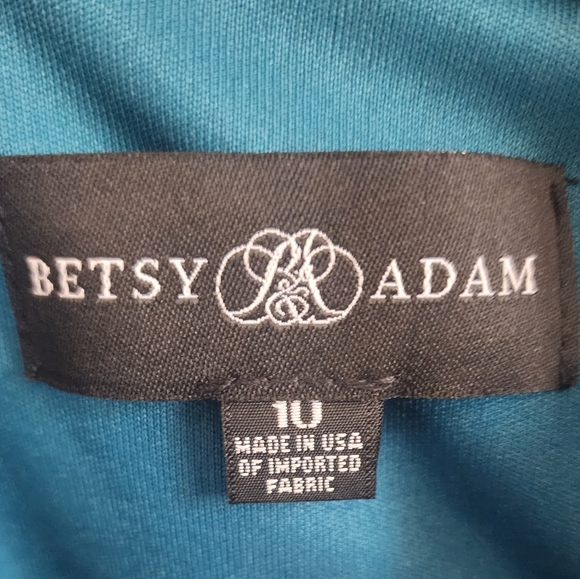 BETSY ADAM
10
MADE IN USA
OF IMPORTED
FABRIC